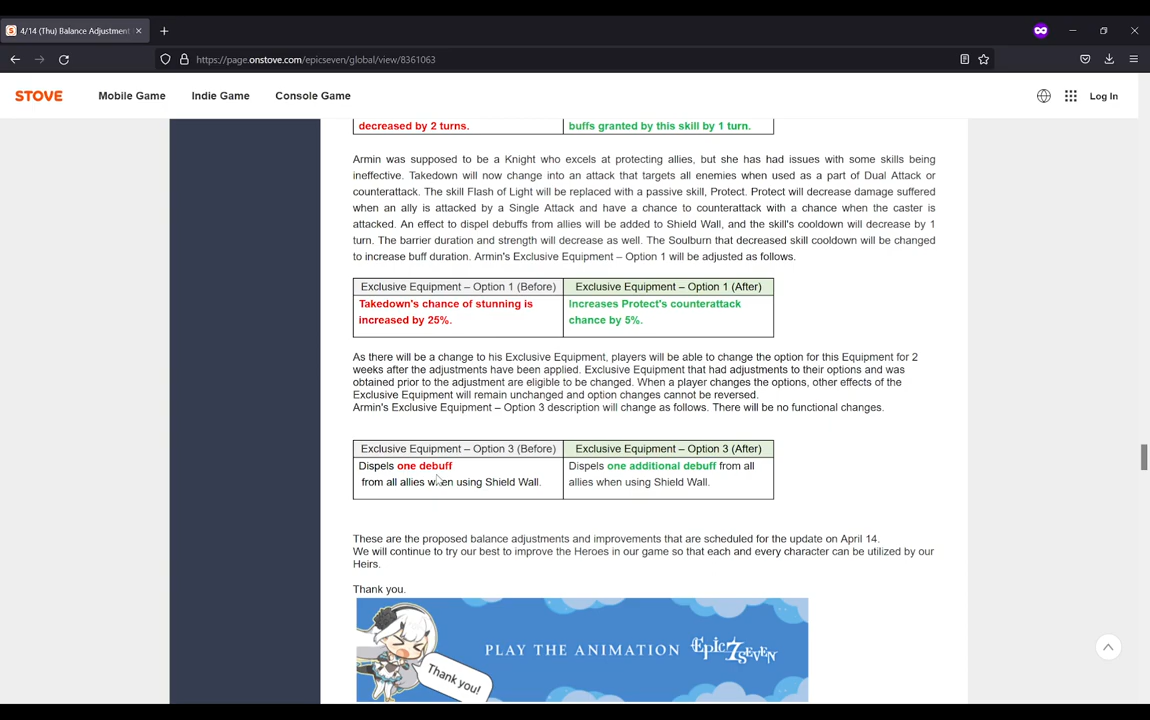 4/14 (Thu) Balance Adjustment
https://page.onstove.com/epicseven/global/view/8361063
STOVE
Mobile Game
Indie Game
Console Game
Log In
decreased by 2 turns.
buffs granted by this skill by 1 turn.
Armin was supposed to be a Knight who excels at protecting allies, but she has had issues with some skills being
ineffective. Takedown will now change into an attack that targets all enemies when used as a part of Dual Attack or
counterattack. The skill Flash of Light will be replaced with a passive skill, Protect. Protect will decrease damage suffered
when an ally is attacked by a Single Attack and have a chance to counterattack with a chance when the caster is
attacked. An effect to dispel debuffs from allies will be added to Shield Wall, and the skill's cooldown will decrease by 1
turn. The barrier duration and strength will decrease as well. The Soulburn that decreased skill cooldown will be changed
to increase buff duration. Armin's Exclusive Equipment – Option 1 will be adjusted as follows.
Exclusive Equipment – Option 1 (Before)
Exclusive Equipment – Option 1 (After)
Takedown's chance of stunning is
increased by 25%.
Increases Protect's counterattack
chance by 5%.
As there will be a change to his Exclusive Equipment, players will be able to change the option for this Equipment for 2
weeks after the adjustments have been applied. Exclusive Equipment that had adjustments to their options and was
obtained prior to the adjustment are eligible to be changed. When a player changes the options, other effects of the
Exclusive Equipment will remain unchanged and option changes cannot be reversed.
Armin's Exclusive Equipment – Option 3 description will change as follows. There will be no functional changes.
Exclusive Equipment – Option 3 (Before)
Exclusive Equipment – Option 3 (After)
Dispels one debuff
from all allies when using Shield Wall.
Dispels one additional debuff from all
allies when using Shield Wall.
These are the proposed balance adjustments and improvements that are scheduled for the update on April 14.
We will continue to try our best to improve the Heroes in our game so that each and every character can be utilized by our
Heirs.
Thank you.
PLAY THE ANIMATION EPIC 7 SEVEN
Thank you!